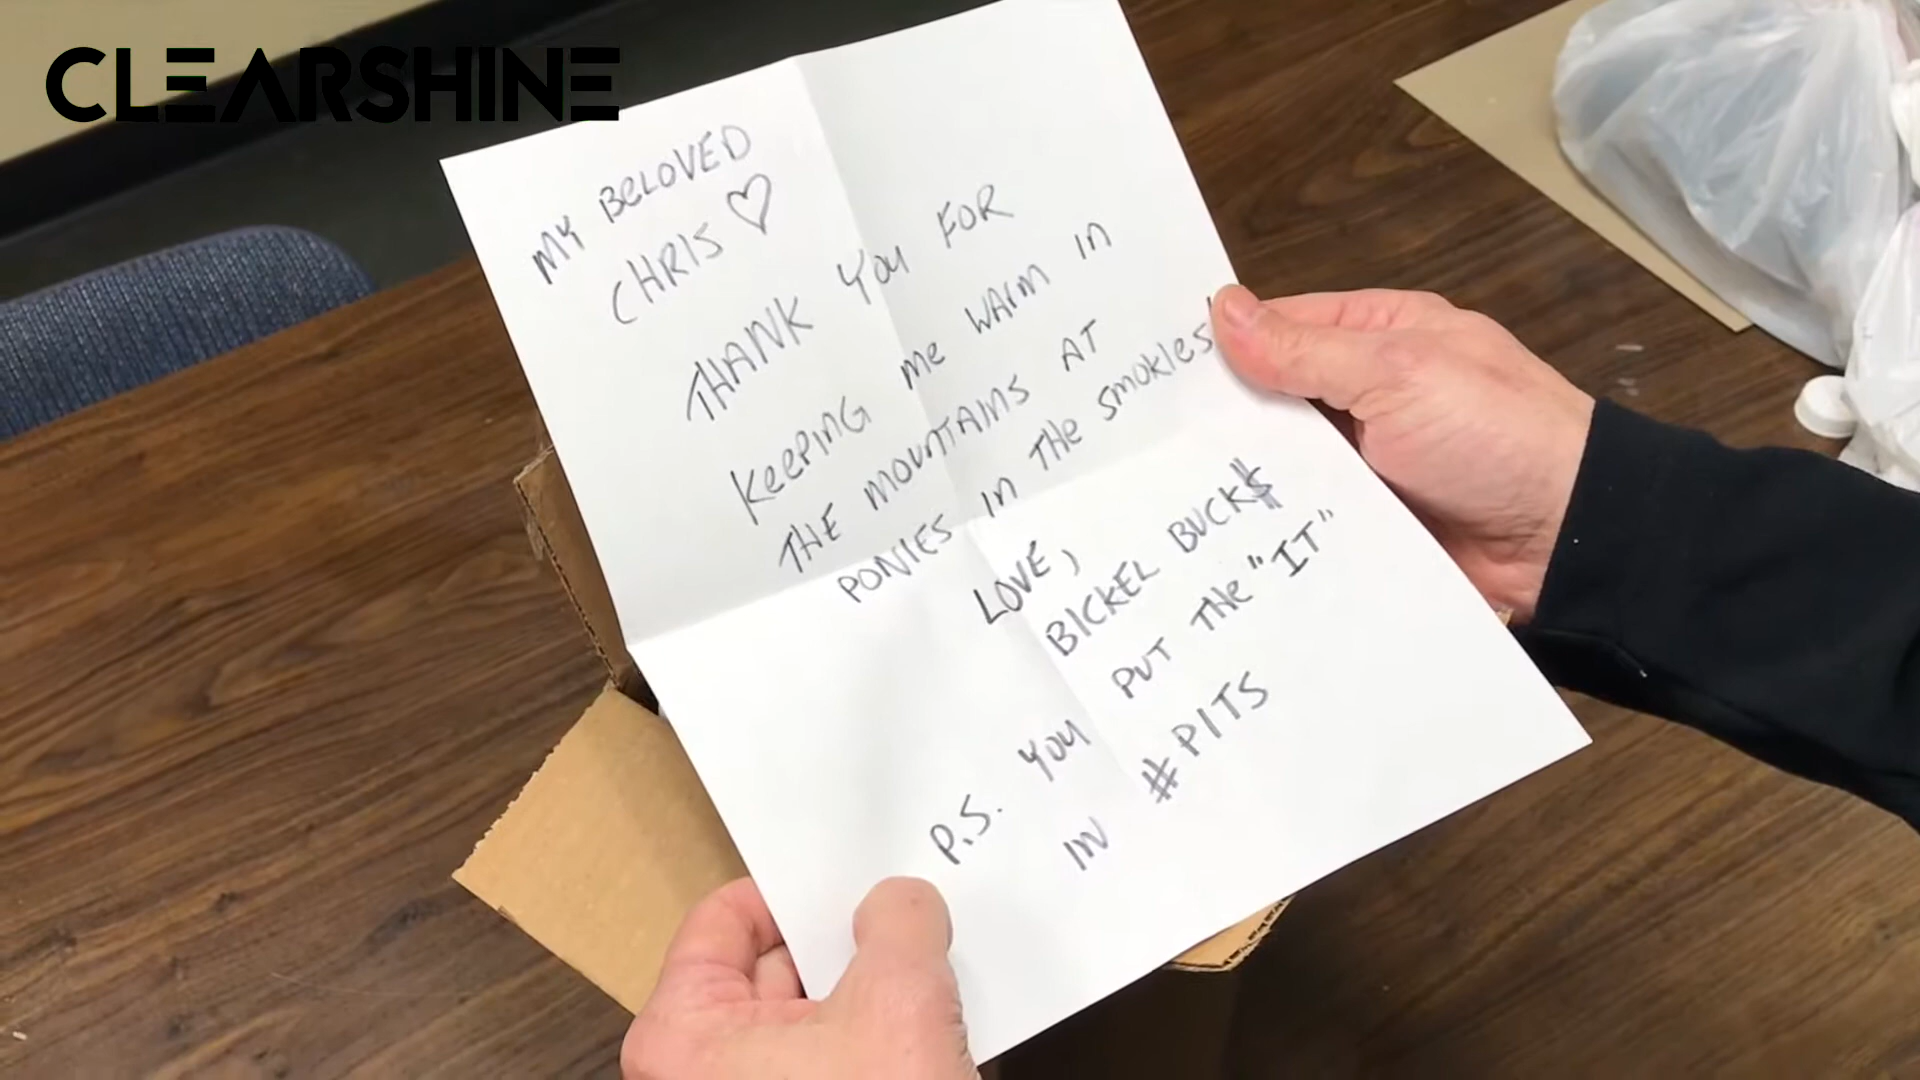 CLEARSHINE
MY BELOVED
CHRIS ♡
THANK YOU FOR
KEEPING ME WARM IN
THE MOUNTAINS AT
PONIES IN THE SMOKIES!
LOVE,
BICKEL BUCK$
P.S. YOU PUT THE "IT"
IN #PITS